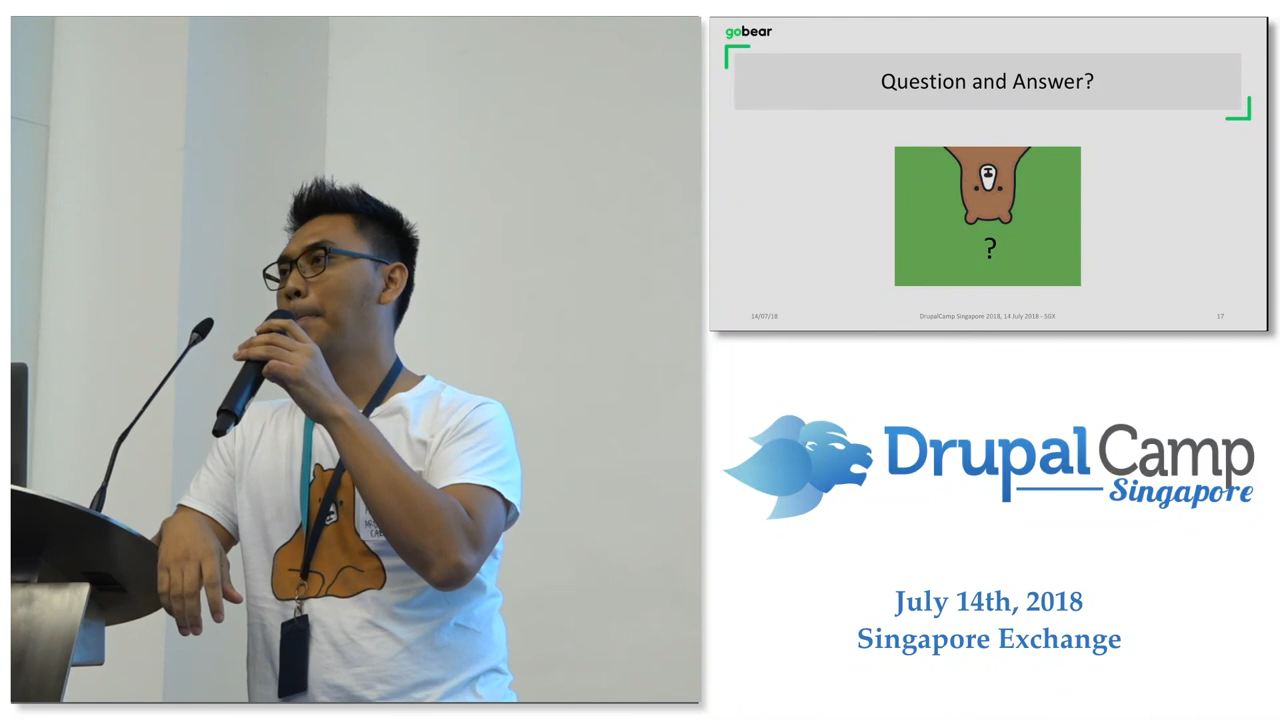 gobear
Question and Answer?
?
14/07/18
DrupalCamp Singapore 2018, 14 July 2018 - SGX
17
DrupalCamp
Singapore
July 14th, 2018
Singapore Exchange